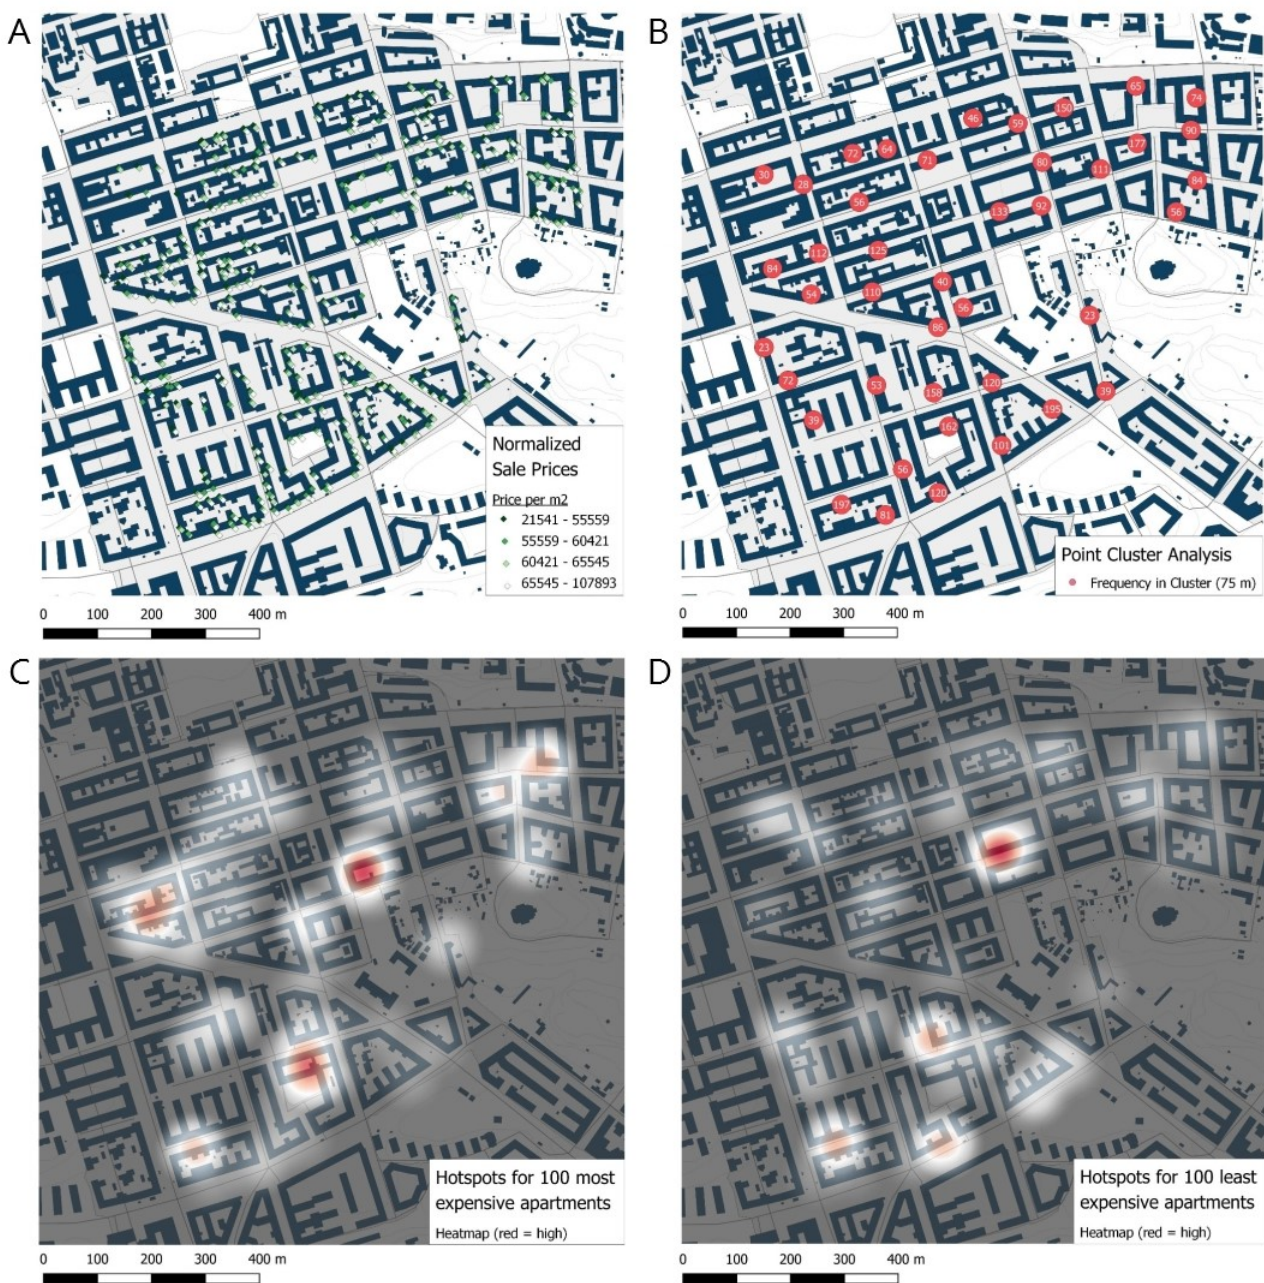 A
Normalized
Sale Prices
Price per m2
21541 - 55559
55559 - 60421
60421 - 65545
65545 - 107893
0 100 200 300 400 m
B
65
74
46
59
150
90
177
72
64
71
80
111
30
28
84
56
133
92
56
112
125
84
54
110
40
56
86
23
23
72
53
158
120
39
195
39
162
101
56
120
197
81
Point Cluster Analysis
Frequency in Cluster (75 m)
0 100 200 300 400 m
C
Hotspots for 100 most
expensive apartments
Heatmap (red = high)
0 100 200 300 400 m
D
Hotspots for 100 least
expensive apartments
Heatmap (red = high)
0 100 200 300 400 m